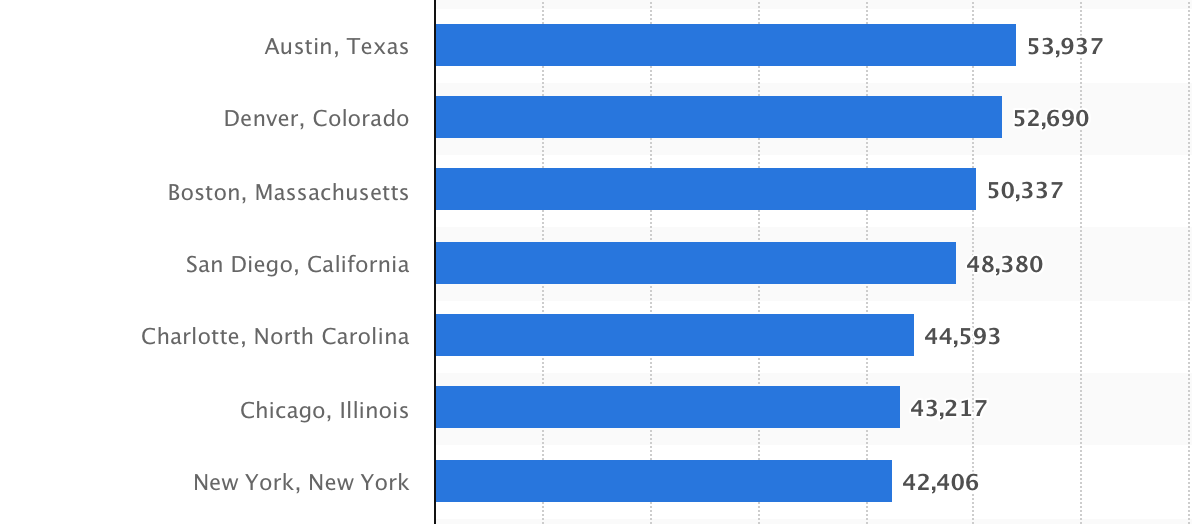 Austin, Texas 53,937
Denver, Colorado 52,690
Boston, Massachusetts 50,337
San Diego, California 48,380
Charlotte, North Carolina 44,593
Chicago, Illinois 43,217
New York, New York 42,406